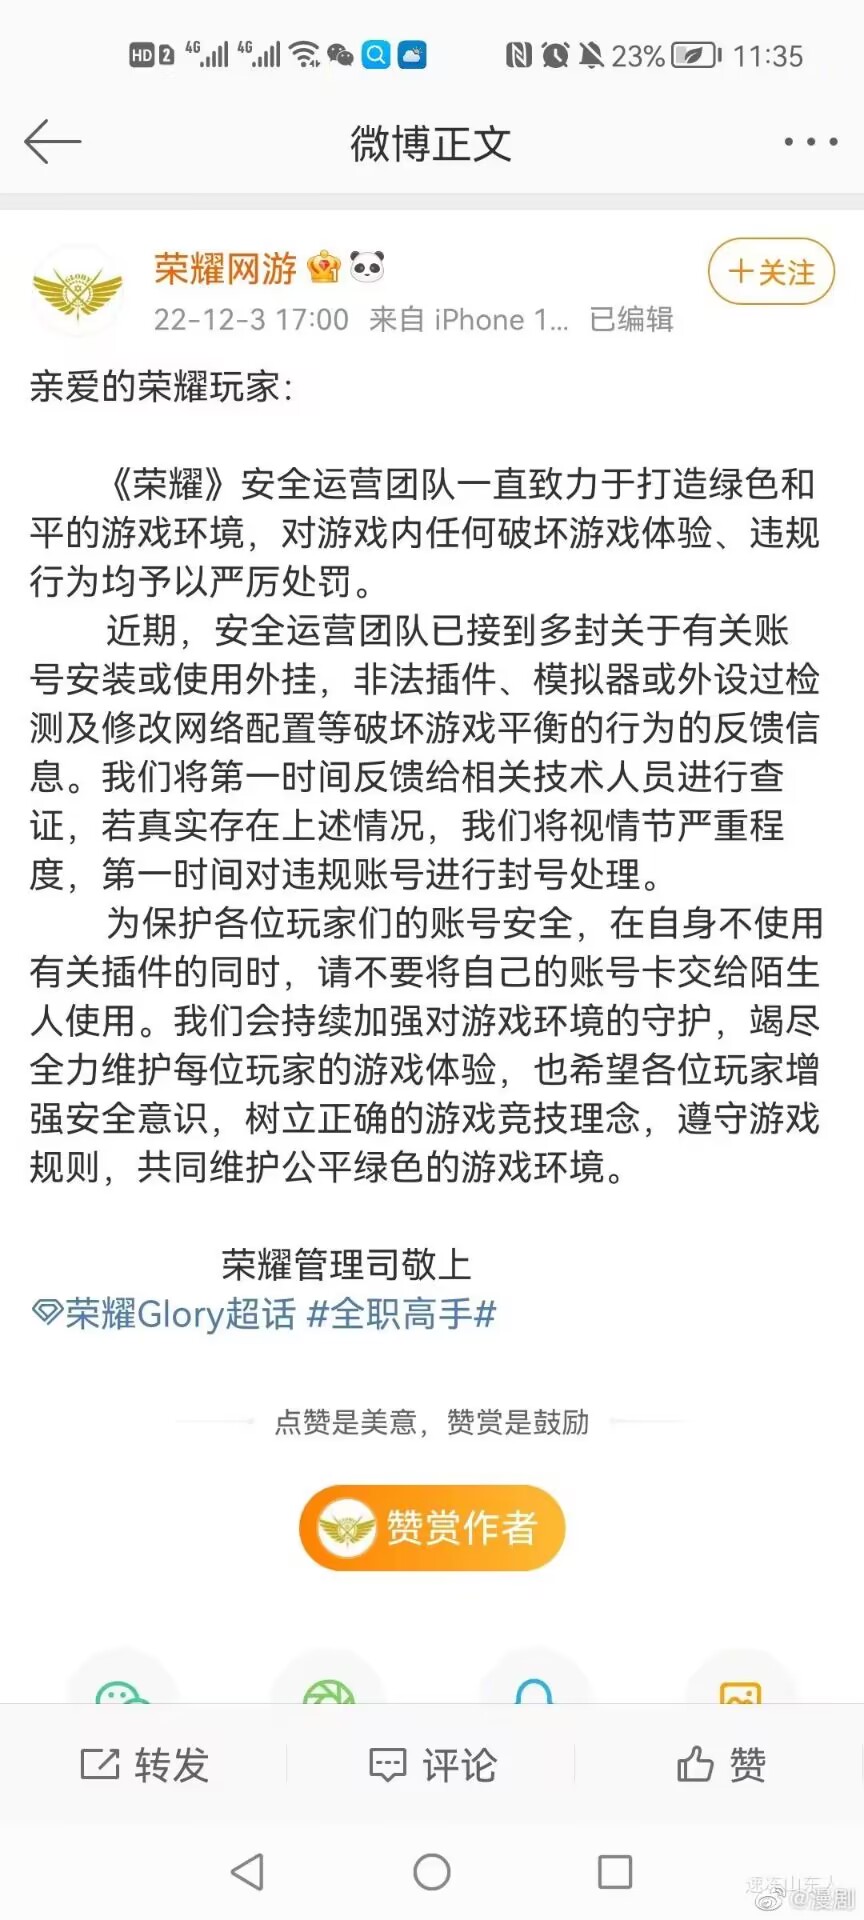 HD 2 4G 4G 23% 11:35
微博正文
荣耀网游
+关注
22-12-3 17:00 来自 iPhone 1... 已编辑
亲爱的荣耀玩家：
《荣耀》安全运营团队一直致力于打造绿色和
平的游戏环境，对游戏内任何破坏游戏体验、违规
行为均予以严厉处罚。
近期，安全运营团队已接到多封关于有关账
号安装或使用外挂，非法插件、模拟器或外设过检
测及修改网络配置等破坏游戏平衡的行为的反馈信
息。我们将第一时间反馈给相关技术人员进行查
证，若真实存在上述情况，我们将视情节严重程
度，第一时间对违规账号进行封号处理。
为保护各位玩家们的账号安全，在自身不使用
有关插件的同时，请不要将自己的账号卡交给陌生
人使用。我们会持续加强对游戏环境的守护，竭尽
全力维护每位玩家的游戏体验，也希望各位玩家增
强安全意识，树立正确的游戏竞技理念，遵守游戏
规则，共同维护公平绿色的游戏环境。
荣耀管理司敬上
荣耀Glory超话 #全职高手#
点赞是美意，赞赏是鼓励
赞赏作者
转发 评论 赞
速冻山东人
@漫剧